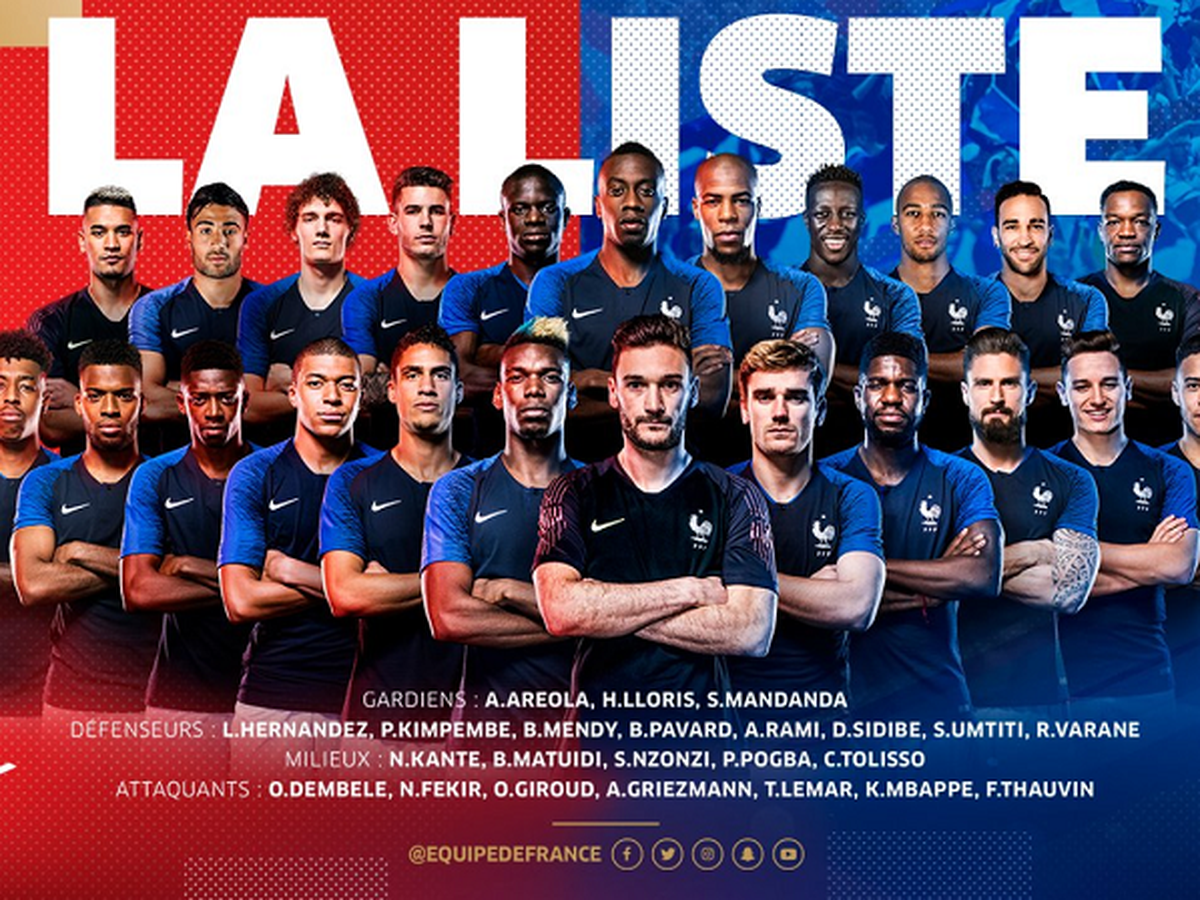 LA LISTE
GARDIENS : A.AREOLA, H.LLORIS, S.MANDANDA
DÉFENSEURS : L.HERNANDEZ, P.KIMPEMBE, B.MENDY, B.PAVARD, A.RAMI, D.SIDIBE, S.UMTITI, R.VARANE
MILIEUX : N.KANTE, B.MATUIDI, S.NZONZI, P.POGBA, C.TOLISSO
ATTAQUANTS : O.DEMBELE, N.FEKIR, O.GIROUD, A.GRIEZMANN, T.LEMAR, K.MBAPPE, F.THAUVIN
@EQUIPEDEFRANCE